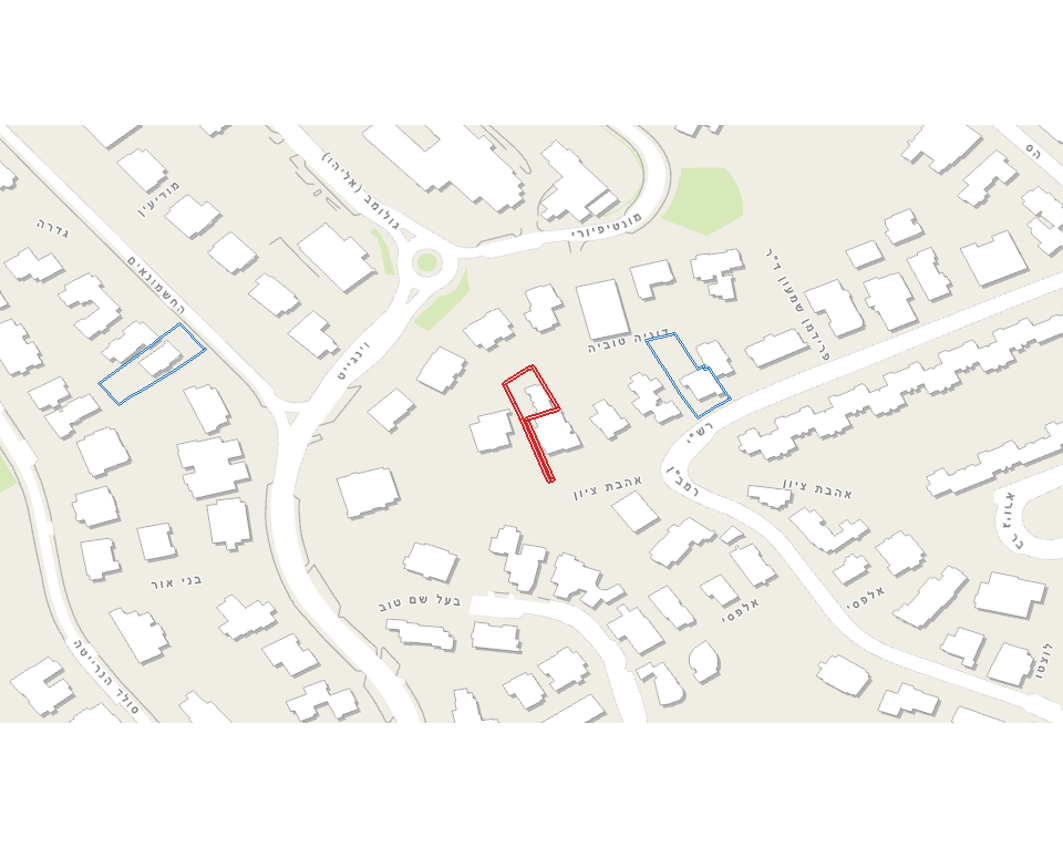 הס
מודיעין
גולומב (אליהו)
גדרה
מונטיפיורי
החשמונאים
פרידמן שמעון ד"ר
דוניה טוביה
וינגייט
רש"י
רמב"ן
אהבת ציון
אהבת ציון
בני אור
בעל שם טוב
אלפסי
אלפסי
סולד הנרייטה
לוצטו